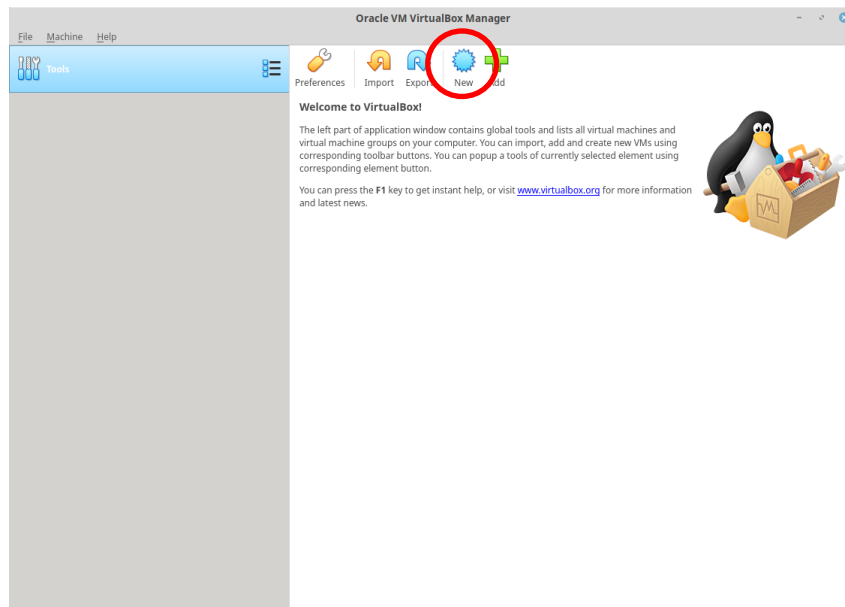 Oracle VM VirtualBox Manager
File Machine Help
Tools
Preferences Import Export New Add
Welcome to VirtualBox!
The left part of application window contains global tools and lists all virtual machines and
virtual machine groups on your computer. You can import, add and create new VMs using
corresponding toolbar buttons. You can popup a tools of currently selected element using
corresponding element button.
You can press the F1 key to get instant help, or visit www.virtualbox.org for more information
and latest news.